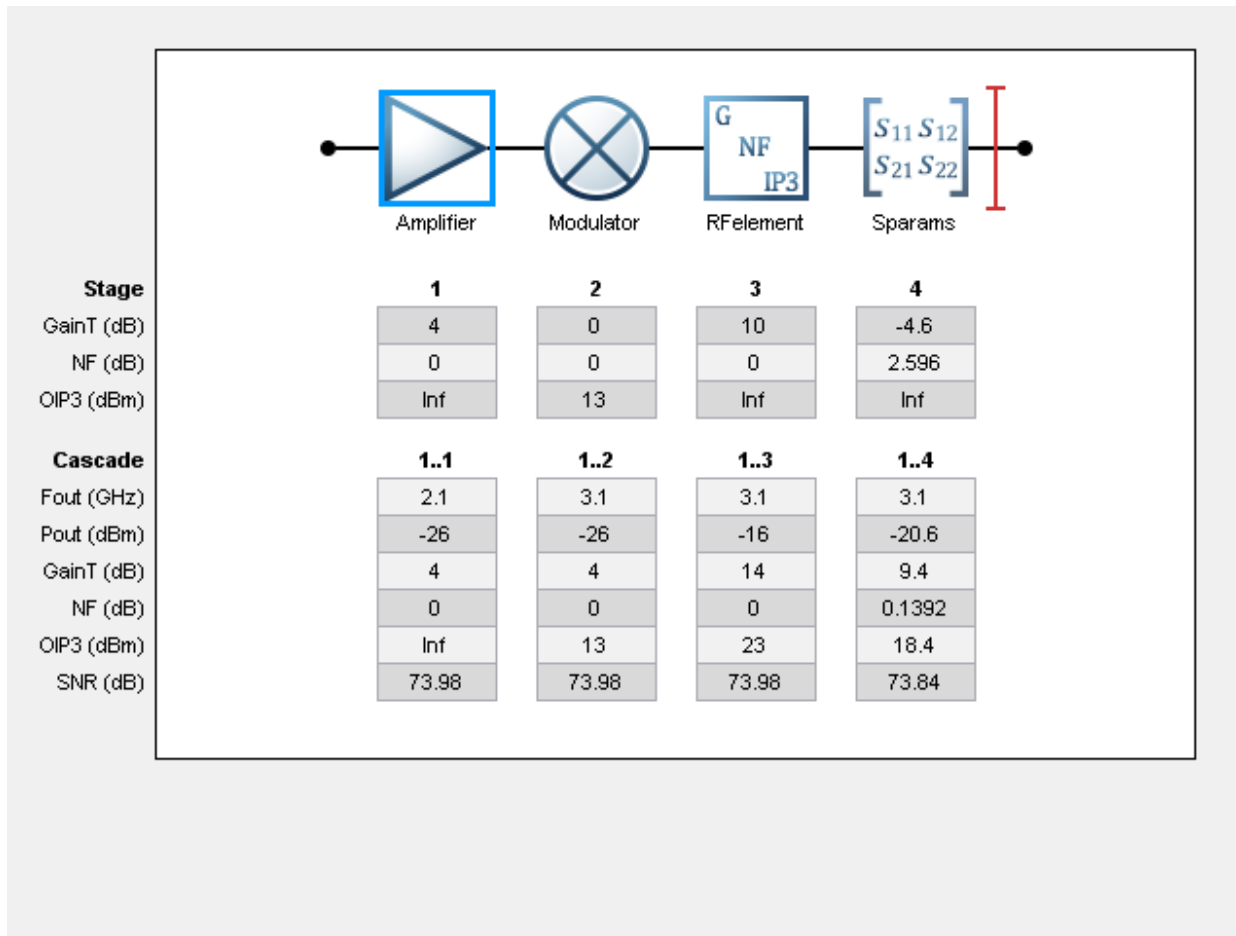 G
NF
IP3
S11 S12
S21 S22
Amplifier Modulator RFelement Sparams
Stage 1 2 3 4
GainT (dB) 4 0 10 -4.6
NF (dB) 0 0 0 2.596
OIP3 (dBm) Inf 13 Inf Inf
Cascade 1..1 1..2 1..3 1..4
Fout (GHz) 2.1 3.1 3.1 3.1
Pout (dBm) -26 -26 -16 -20.6
GainT (dB) 4 4 14 9.4
NF (dB) 0 0 0 0.1392
OIP3 (dBm) Inf 13 23 18.4
SNR (dB) 73.98 73.98 73.98 73.84